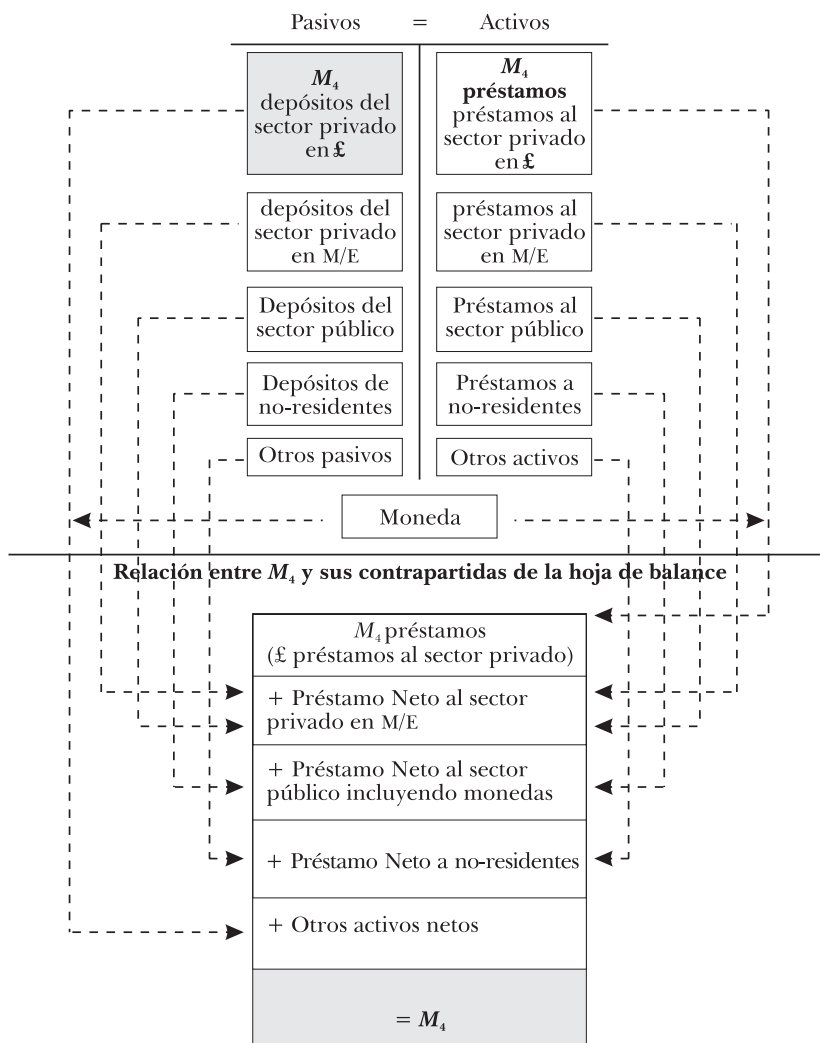 Pasivos = Activos
M₄
depósitos del
sector privado
en £
M₄
préstamos
préstamos al
sector privado
en £
depósitos del
sector privado
en M/E
préstamos al
sector privado
en M/E
Depósitos del
sector público
Préstamos al
sector público
Depósitos de
no-residentes
Préstamos a
no-residentes
Otros pasivos
Otros activos
Moneda
Relación entre M₄ y sus contrapartidas de la hoja de balance
M₄ préstamos
(£ préstamos al sector privado)
+ Préstamo Neto al sector
privado en M/E
+ Préstamo Neto al sector
público incluyendo monedas
+ Préstamo Neto a no-residentes
+ Otros activos netos
= M₄